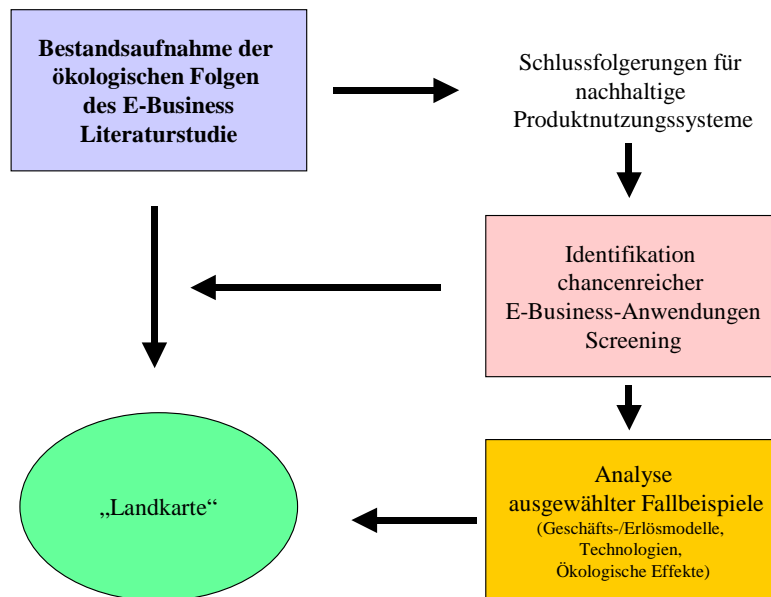 Bestandsaufnahme der
ökologischen Folgen
des E-Business
Literaturstudie
Schlussfolgerungen für
nachhaltige
Produktnutzungssysteme
Identifikation
chancenreicher
E-Business-Anwendungen
Screening
„Landkarte“
Analyse
ausgewählter Fallbeispiele
(Geschäfts-/Erlösmodelle,
Technologien,
Ökologische Effekte)